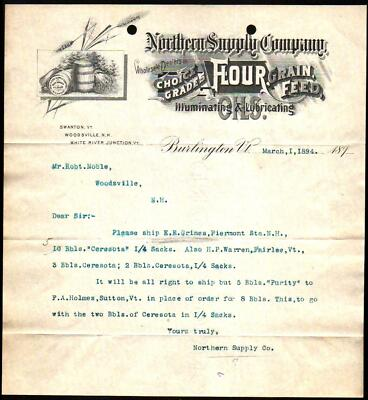 Northern Supply Company,
Wholesale Dealers in
CHOICE GRADES FLOUR GRAIN, FEED,
Illuminating & Lubricating
OILS.
SWANTON, VT.
WOODSVILLE, N.H.
WHITE RIVER JUNCTION, VT.
Burlington Vt. March,1,1894. 189
Mr.Robt.Noble,
Woodsville,
N.H.
Dear Sir:-
Please ship E.E.Grimes,Piermont Sta.N.H.,
16 Bbls."Ceresota" 1/4 Sacks. Also H.P.Warren,Fairlee,Vt.,
3 Bbls.Ceresota; 2 Bbls.Ceresota,1/4 Sacks.
It will be all right to ship but 5 Bbls."Purity" to
F.A.Holmes,Sutton,Vt. in place of order for 8 Bbls. This,to go
with the two Bbls.of Ceresota in 1/4 Sacks.
Yours truly,
Northern Supply Co.